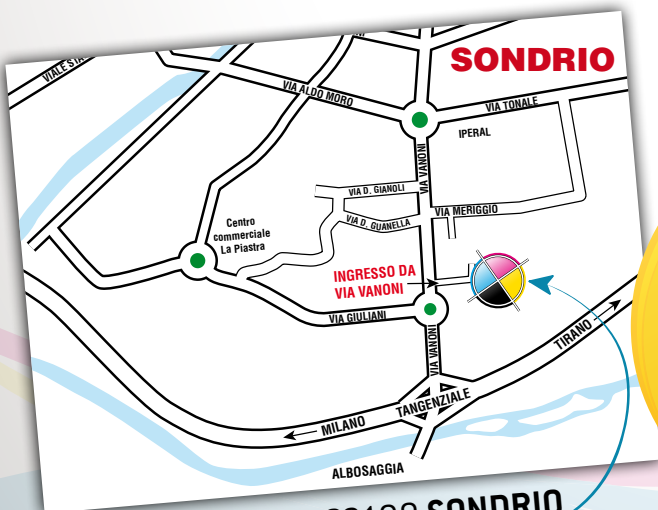 SONDRIO
VIA ALDO MORO
VIA TONALE
IPERAL
VIA VANONI
VIA D. GIANOLI
VIA MERIGGIO
VIA D. GUANELLA
Centro
commerciale
La Piastra
INGRESSO DA
VIA VANONI
VIA GIULIANI
VIA VANONI
TIRANO
TANGENZIALE
MILANO
ALBOSAGGIA
SONDRIO